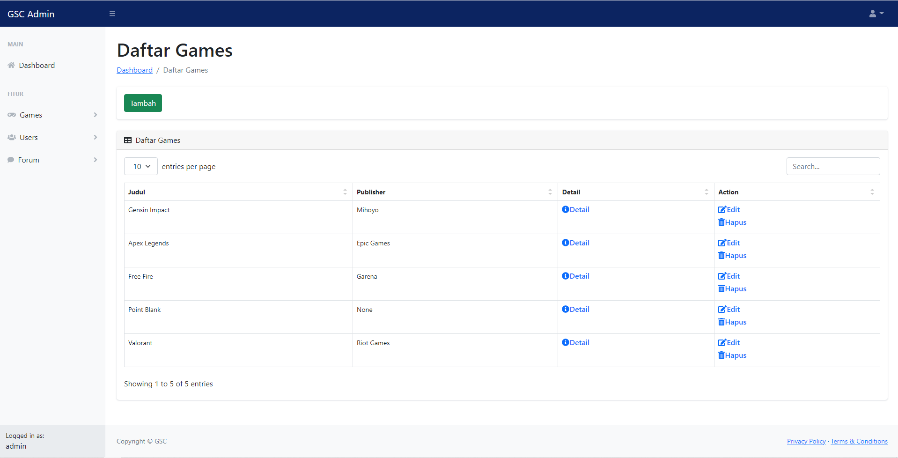 GSC Admin
MAIN
Dashboard
FITUR
Games
Users
Forum
Logged in as:
admin
Daftar Games
Dashboard / Daftar Games
Tambah
Daftar Games
10 entries per page
Search...
Judul Publisher Detail Action
Gensin Impact Mihoyo Detail Edit
Hapus
Apex Legends Epic Games Detail Edit
Hapus
Free Fire Garena Detail Edit
Hapus
Point Blank None Detail Edit
Hapus
Valorant Riot Games Detail Edit
Hapus
Showing 1 to 5 of 5 entries
Copyright © GSC
Privacy Policy · Terms & Conditions